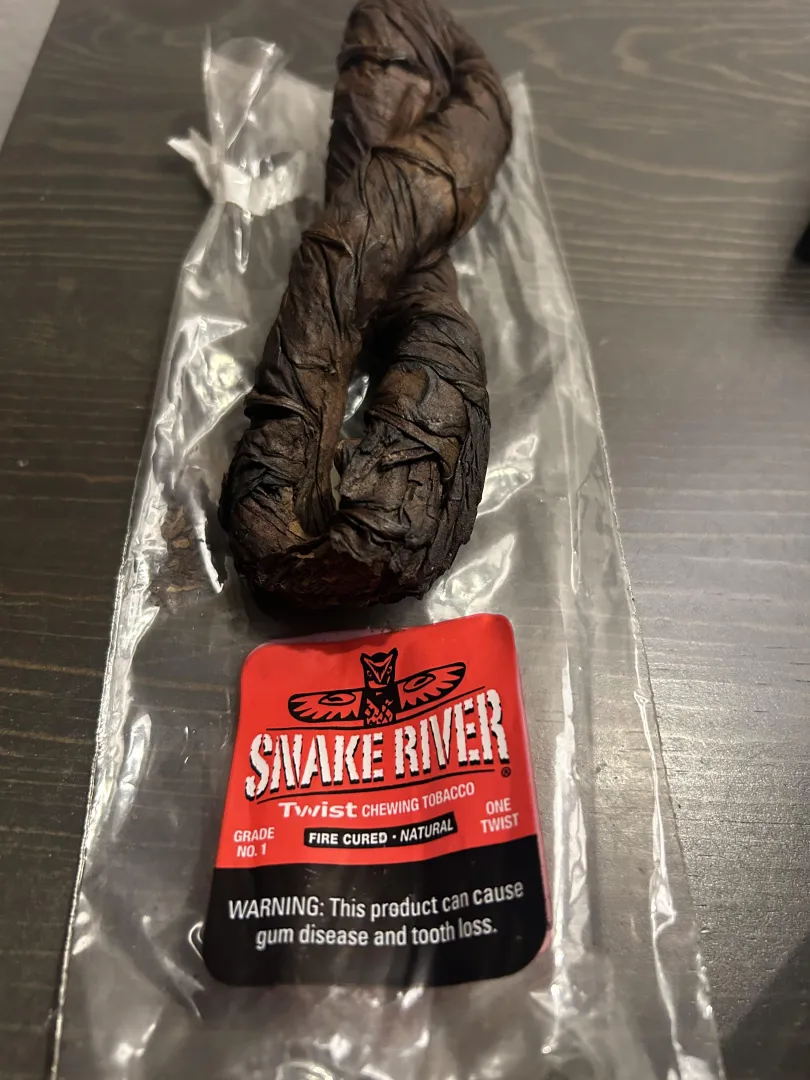 SNAKE RIVER®
Twist CHEWING TOBACCO
GRADE
NO. 1
FIRE CURED • NATURAL
ONE
TWIST
WARNING: This product can cause
gum disease and tooth loss.